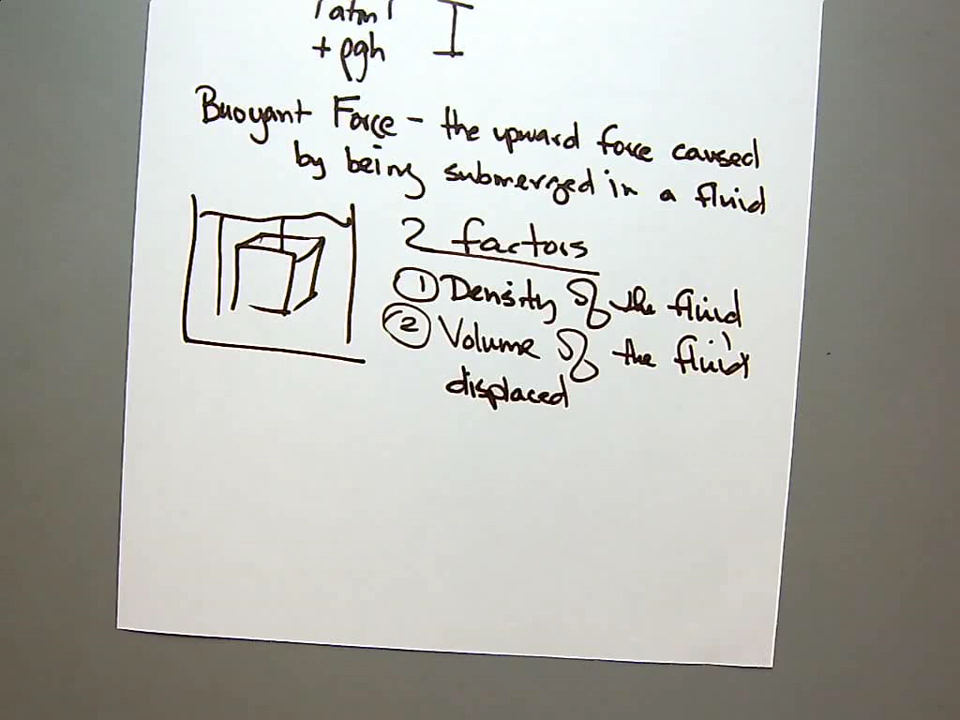 atm
+ ρgh
Buoyant Force - the upward force caused
by being submerged in a fluid
2 factors
① Density of the fluid
② Volume of the fluid
displaced